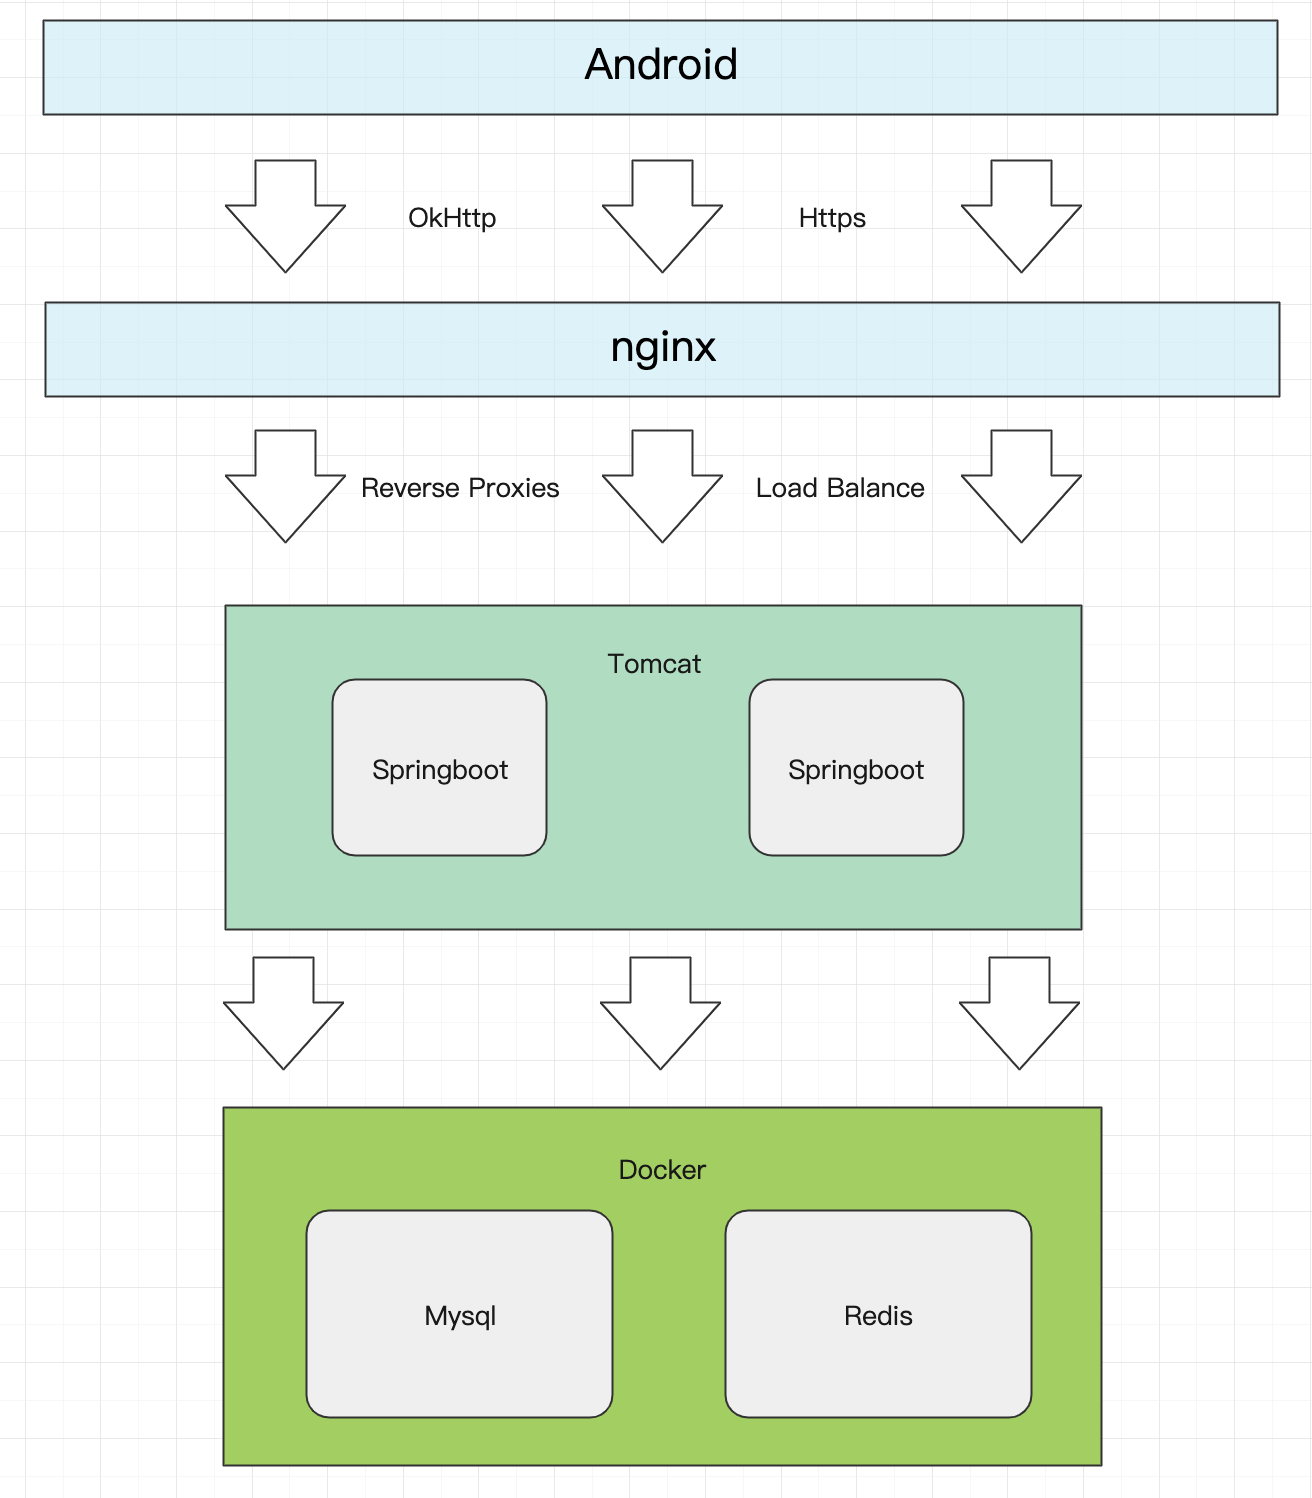 Android
OkHttp
Https
nginx
Reverse Proxies
Load Balance
Tomcat
Springboot
Springboot
Docker
Mysql
Redis